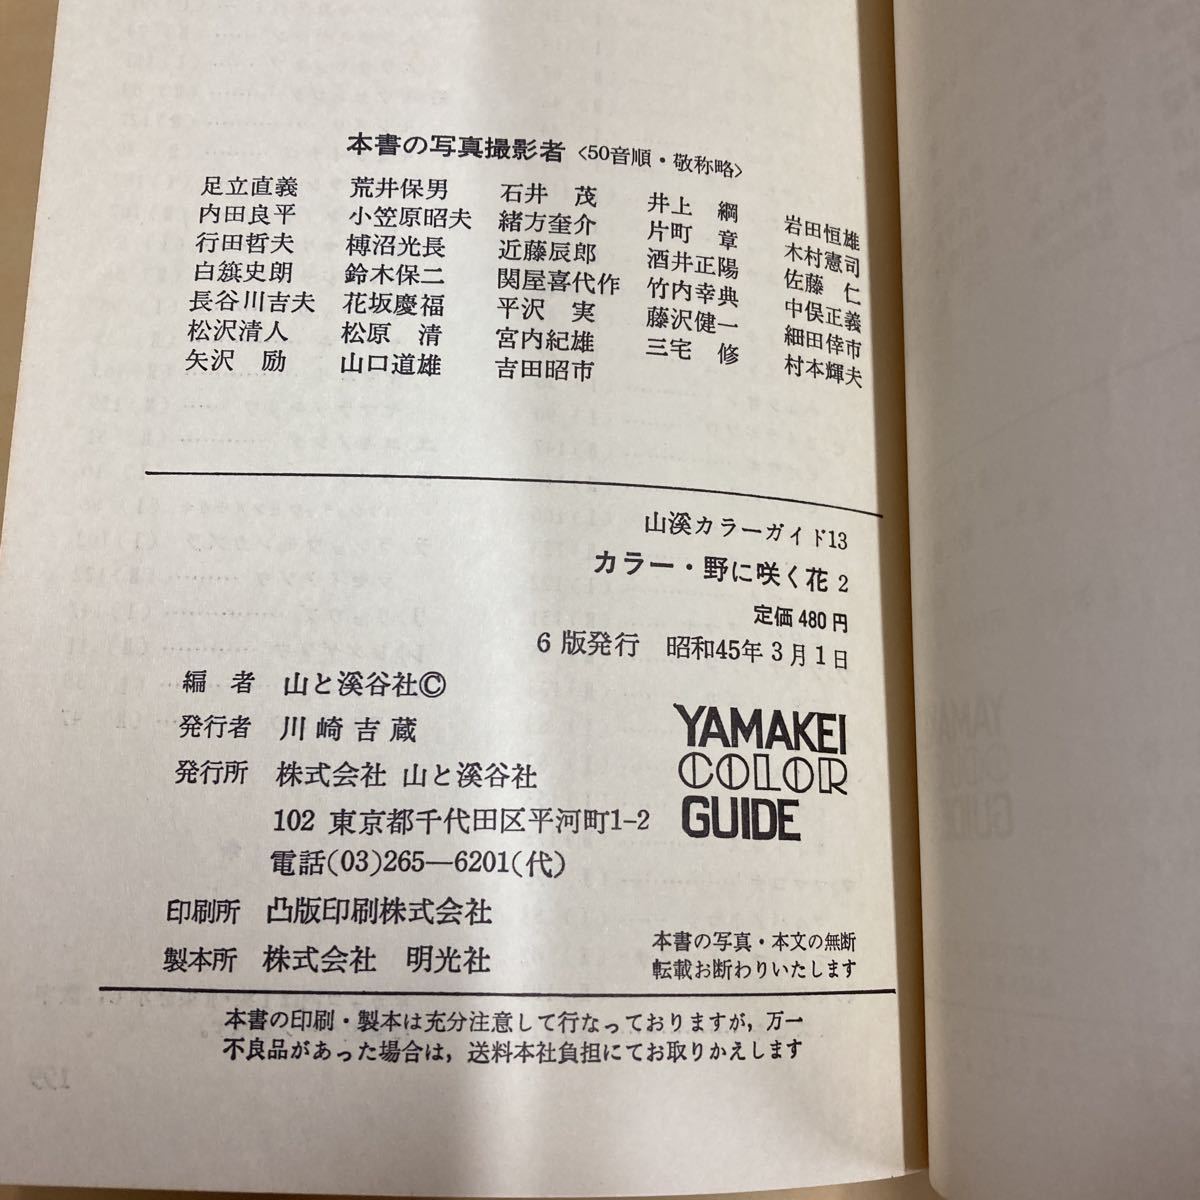 本書の写真撮影者 〈50音順・敬称略〉
足立直義 荒井保男 石井 茂 井上 綱 岩田恒雄
内田良平 小笠原昭夫 緒方奎介 片町 章 木村憲司
行田哲夫 榑沼光長 近藤辰郎 酒井正陽 佐藤 仁
白籏史朗 鈴木保二 関屋喜代作 竹内幸典 中俣正義
長谷川吉夫 花坂慶福 平沢 実 藤沢健一 細田倖市
松沢清人 松原 清 宮内紀雄 三宅 修 村本輝夫
矢沢 励 山口道雄 吉田昭市
山溪カラーガイド13
カラー・野に咲く花 2
定価 480円
6 版発行 昭和45年 3 月 1 日
編 者 山と溪谷社©
発行者 川崎吉蔵
発行所 株式会社 山と溪谷社
102 東京都千代田区平河町1-2
電話(03)265—6201(代)
印刷所 凸版印刷株式会社
製本所 株式会社 明光社
YAMAKEI
COLOR
GUIDE
本書の写真・本文の無断
転載お断わりいたします
本書の印刷・製本は充分注意して行なっておりますが，万一
不良品があった場合は，送料本社負担にてお取りかえします